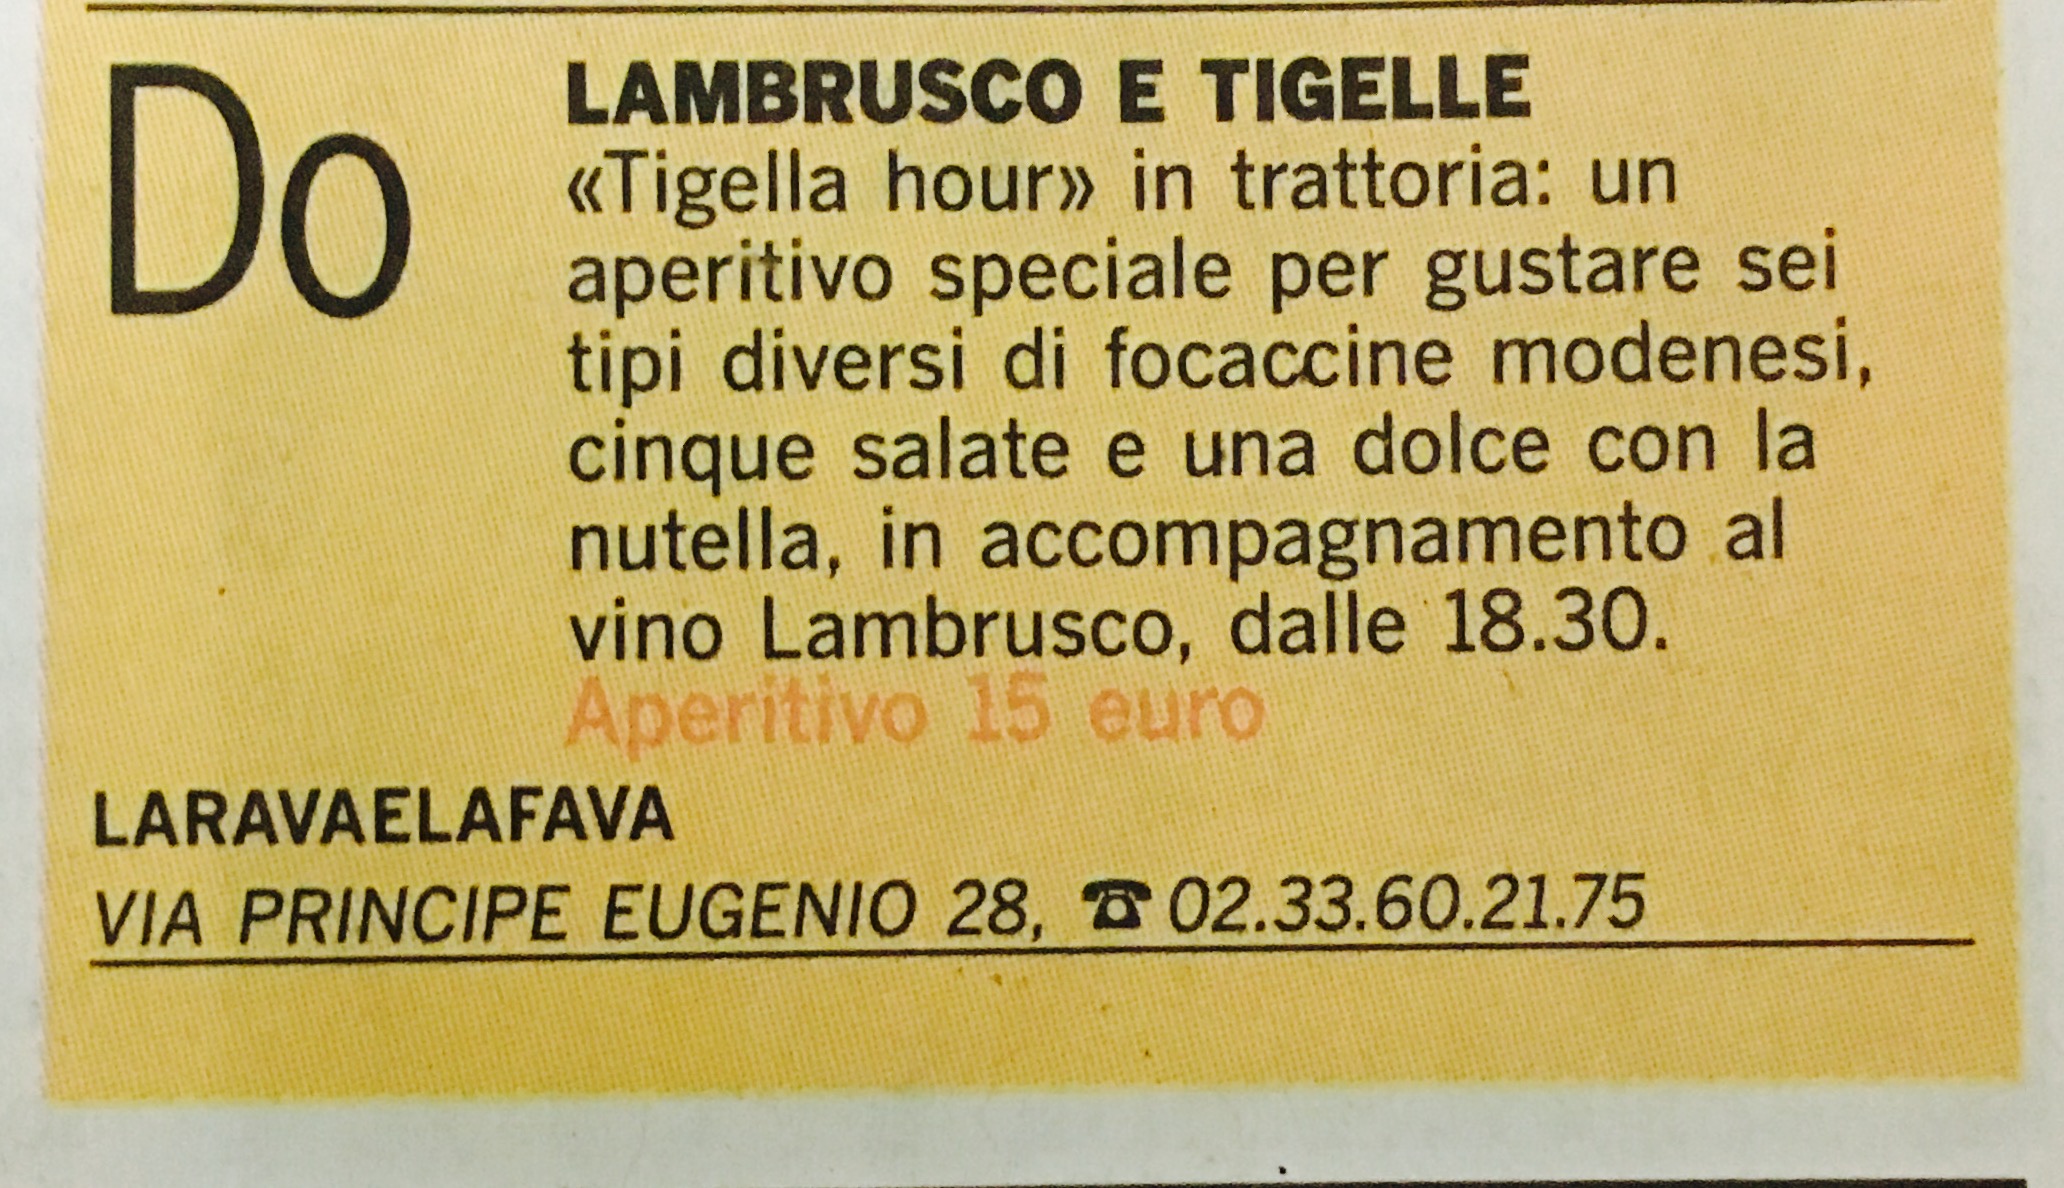 Do
LAMBRUSCO E TIGELLE
«Tigella hour» in trattoria: un
aperitivo speciale per gustare sei
tipi diversi di focaccine modenesi,
cinque salate e una dolce con la
nutella, in accompagnamento al
vino Lambrusco, dalle 18.30.
Aperitivo 15 euro
LARAVAELAFAVA
VIA PRINCIPE EUGENIO 28, ☎02.33.60.21.75